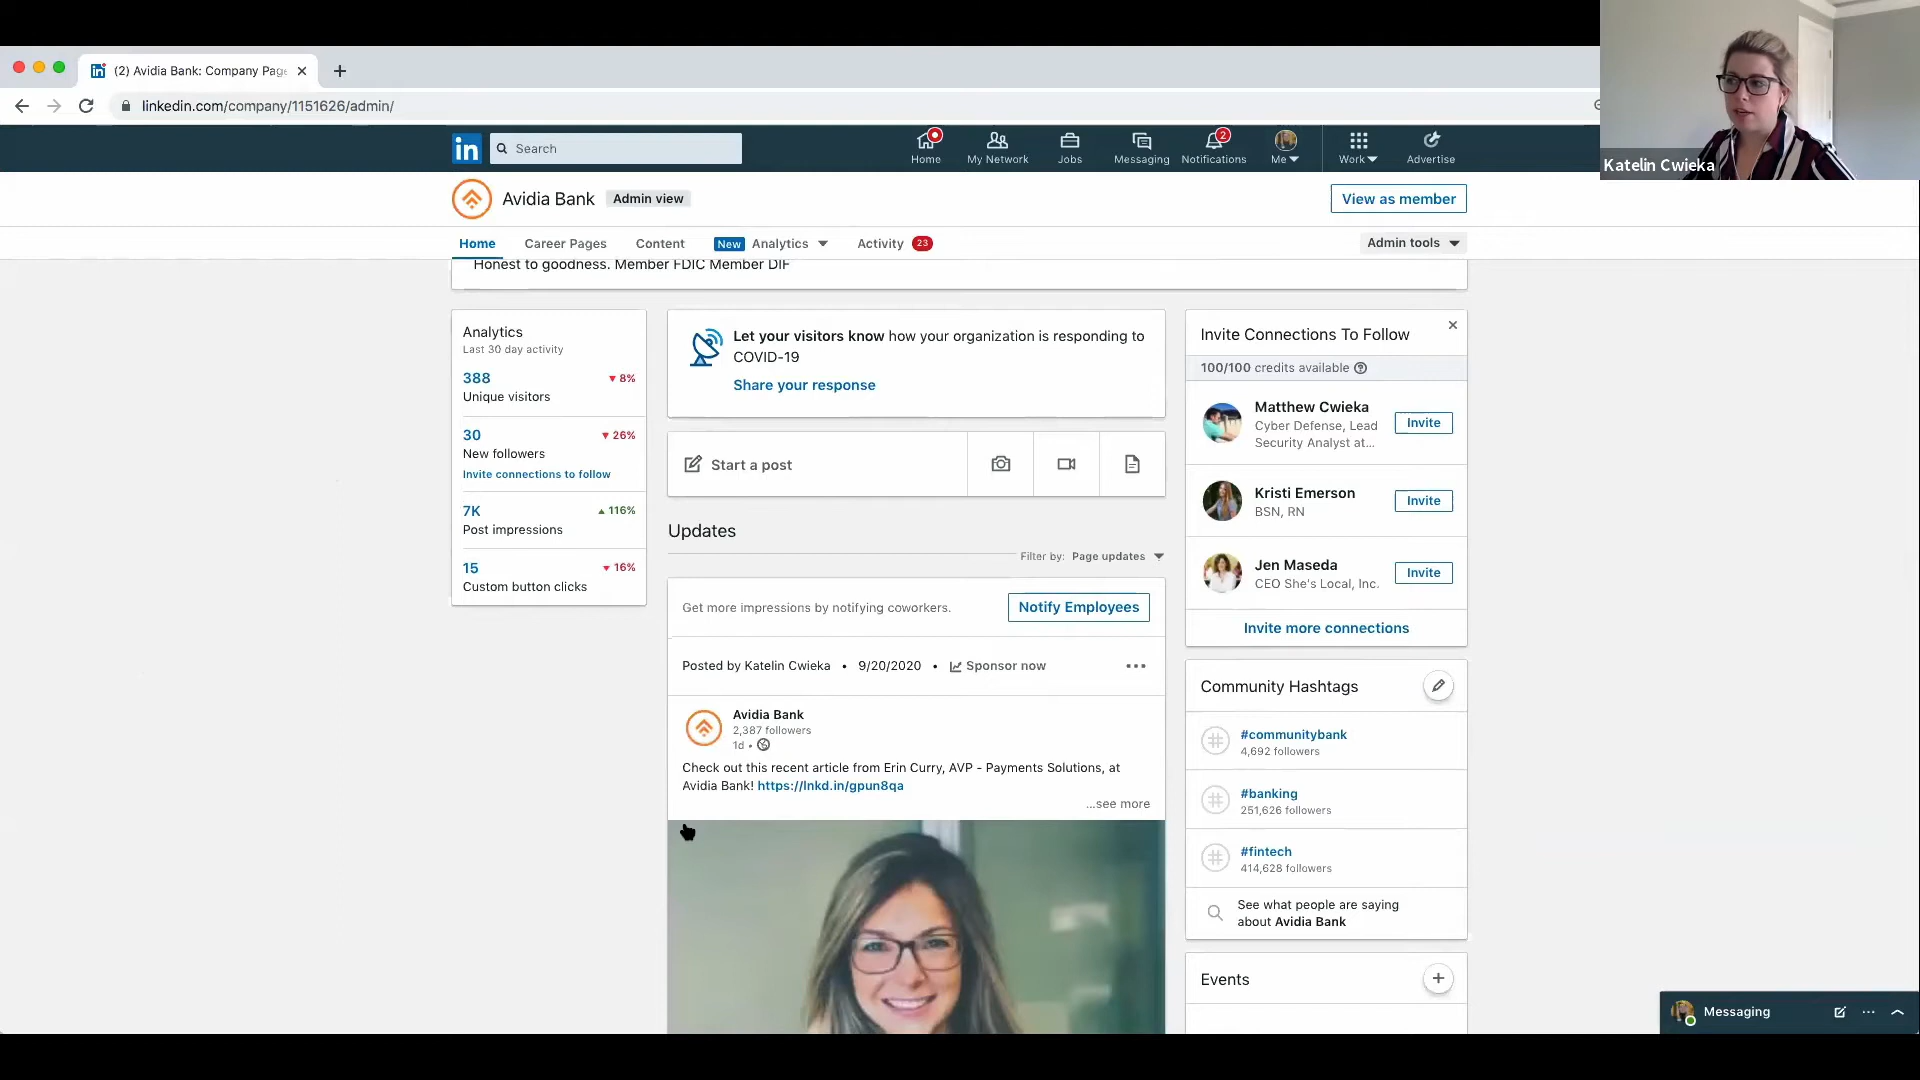 (2) Avidia Bank: Company Page
linkedin.com/company/1151626/admin/
Katelin Cwieka
in
Search
Home
My Network
Jobs
Messaging
2
Notifications
Me
Work
Advertise
Avidia Bank
Admin view
View as member
Home
Career Pages
Content
New
Analytics
Activity
23
Admin tools
Honest to goodness. Member FDIC Member DIF
Analytics
Last 30 day activity
388
8%
Unique visitors
30
26%
New followers
Invite connections to follow
7K
116%
Post impressions
15
16%
Custom button clicks
Let your visitors know how your organization is responding to
COVID-19
Share your response
Start a post
Updates
Filter by: Page updates
Get more impressions by notifying coworkers.
Notify Employees
Posted by Katelin Cwieka • 9/20/2020 • Sponsor now
Avidia Bank
2,387 followers
1d •
Check out this recent article from Erin Curry, AVP - Payments Solutions, at
Avidia Bank! https://lnkd.in/gpun8qa
...see more
Invite Connections To Follow
100/100 credits available
Matthew Cwieka
Cyber Defense, Lead
Security Analyst at...
Invite
Kristi Emerson
BSN, RN
Invite
Jen Maseda
CEO She's Local, Inc.
Invite
Invite more connections
Community Hashtags
#communitybank
4,692 followers
#banking
251,626 followers
#fintech
414,628 followers
See what people are saying
about Avidia Bank
Events
Messaging